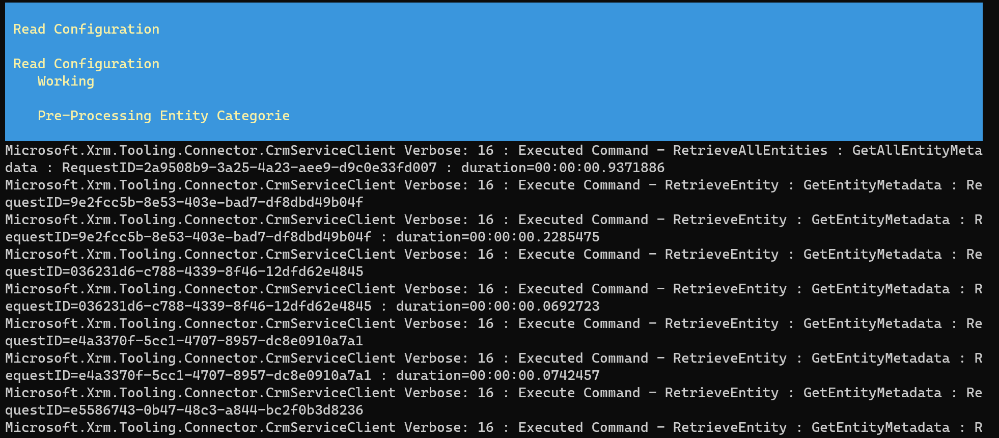 Read Configuration
Read Configuration
Working
Pre-Processing Entity Categorie
Microsoft.Xrm.Tooling.Connector.CrmServiceClient Verbose: 16 : Executed Command - RetrieveAllEntities : GetAllEntityMeta
data : RequestID=2a9508b9-3a25-4a23-aee9-d9c0e33fd007 : duration=00:00:00.9371886
Microsoft.Xrm.Tooling.Connector.CrmServiceClient Verbose: 16 : Execute Command - RetrieveEntity : GetEntityMetadata : Re
questID=9e2fcc5b-8e53-403e-bad7-df8dbd49b04f
Microsoft.Xrm.Tooling.Connector.CrmServiceClient Verbose: 16 : Executed Command - RetrieveEntity : GetEntityMetadata : R
equestID=9e2fcc5b-8e53-403e-bad7-df8dbd49b04f : duration=00:00:00.2285475
Microsoft.Xrm.Tooling.Connector.CrmServiceClient Verbose: 16 : Execute Command - RetrieveEntity : GetEntityMetadata : Re
questID=036231d6-c788-4339-8f46-12dfd62e4845
Microsoft.Xrm.Tooling.Connector.CrmServiceClient Verbose: 16 : Executed Command - RetrieveEntity : GetEntityMetadata : R
equestID=036231d6-c788-4339-8f46-12dfd62e4845 : duration=00:00:00.0692723
Microsoft.Xrm.Tooling.Connector.CrmServiceClient Verbose: 16 : Execute Command - RetrieveEntity : GetEntityMetadata : Re
questID=e4a3370f-5cc1-4707-8957-dc8e0910a7a1
Microsoft.Xrm.Tooling.Connector.CrmServiceClient Verbose: 16 : Executed Command - RetrieveEntity : GetEntityMetadata : R
equestID=e4a3370f-5cc1-4707-8957-dc8e0910a7a1 : duration=00:00:00.0742457
Microsoft.Xrm.Tooling.Connector.CrmServiceClient Verbose: 16 : Execute Command - RetrieveEntity : GetEntityMetadata : Re
questID=e5586743-0b47-48c3-a844-bc2f0b3d8236
Microsoft.Xrm.Tooling.Connector.CrmServiceClient Verbose: 16 : Executed Command - RetrieveEntity : GetEntityMetadata : R